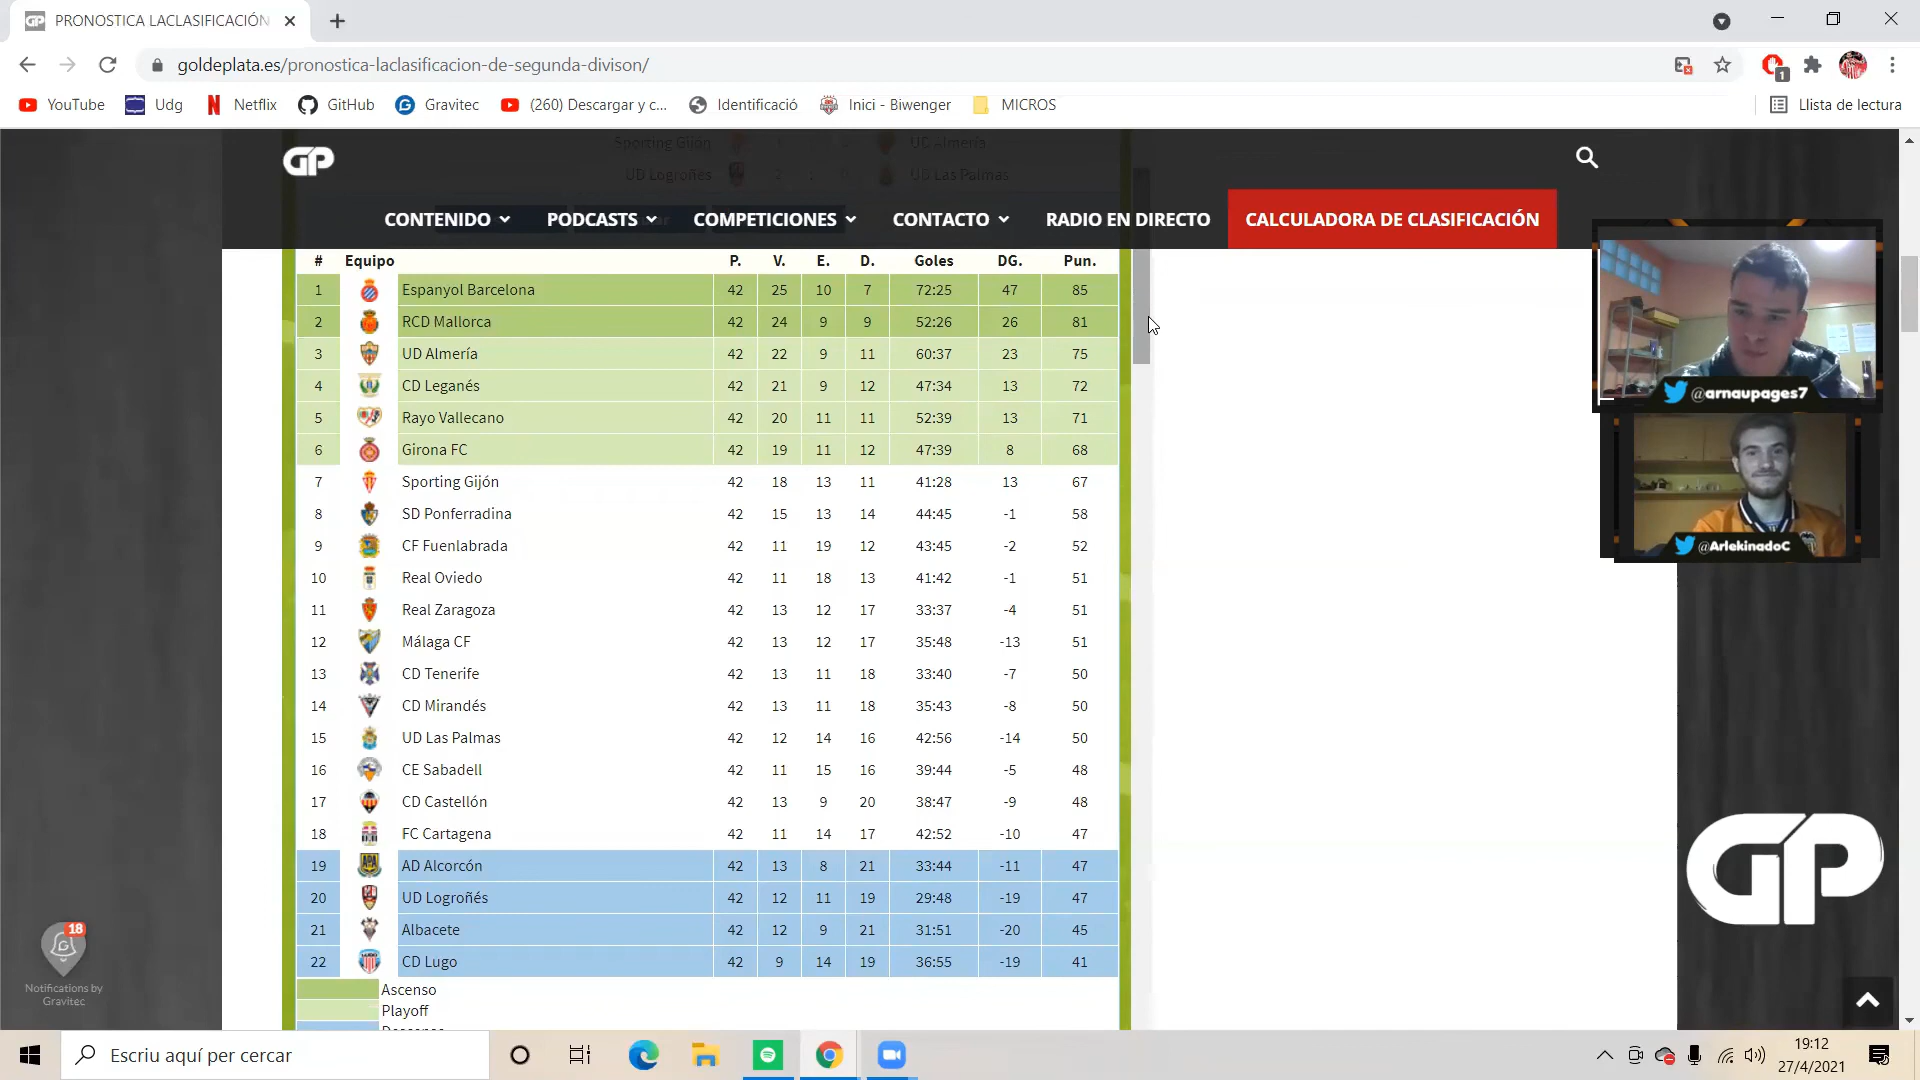 PRONOSTICA LACLASIFICACIÓN
goldeplata.es/pronostica-laclasificacion-de-segunda-divison/
1
YouTube Udg Netflix GitHub Gravitec (260) Descargar y c... Identificació Inici - Biwenger MICROS Llista de lectura
Sporting Gijón UD Almería
UD Logroñés UD Las Palmas
GP
CONTENIDO PODCASTS COMPETICIONES CONTACTO RADIO EN DIRECTO CALCULADORA DE CLASIFICACIÓN
# Equipo P. V. E. D. Goles DG. Pun.
1 Espanyol Barcelona 42 25 10 7 72:25 47 85
2 RCD Mallorca 42 24 9 9 52:26 26 81
3 UD Almería 42 22 9 11 60:37 23 75
4 CD Leganés 42 21 9 12 47:34 13 72
5 Rayo Vallecano 42 20 11 11 52:39 13 71
6 Girona FC 42 19 11 12 47:39 8 68
7 Sporting Gijón 42 18 13 11 41:28 13 67
8 SD Ponferradina 42 15 13 14 44:45 -1 58
9 CF Fuenlabrada 42 11 19 12 43:45 -2 52
10 Real Oviedo 42 11 18 13 41:42 -1 51
11 Real Zaragoza 42 13 12 17 33:37 -4 51
12 Málaga CF 42 13 12 17 35:48 -13 51
13 CD Tenerife 42 13 11 18 33:40 -7 50
14 CD Mirandés 42 13 11 18 35:43 -8 50
15 UD Las Palmas 42 12 14 16 42:56 -14 50
16 CE Sabadell 42 11 15 16 39:44 -5 48
17 CD Castellón 42 13 9 20 38:47 -9 48
18 FC Cartagena 42 11 14 17 42:52 -10 47
19 AD Alcorcón 42 13 8 21 33:44 -11 47
20 UD Logroñés 42 12 11 19 29:48 -19 47
21 Albacete 42 12 9 21 31:51 -20 45
22 CD Lugo 42 9 14 19 36:55 -19 41
Ascenso
Playoff
@arnaupages7
@ArlekinadoC
GP
18
Notifications by
Gravitec
Escriu aquí per cercar
19:12
27/4/2021